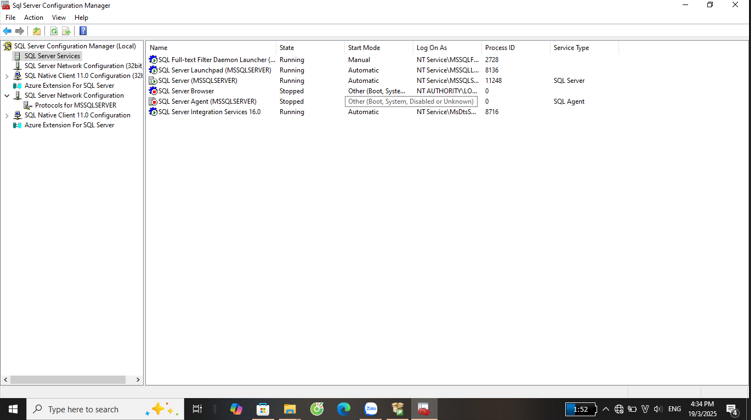 Sql Server Configuration Manager
File Action View Help
SQL Server Configuration Manager (Local)
SQL Server Services
SQL Server Network Configuration (32bit
SQL Native Client 11.0 Configuration (32b
Azure Extension For SQL Server
SQL Server Network Configuration
Protocols for MSSQLSERVER
SQL Native Client 11.0 Configuration
Azure Extension For SQL Server
Name State Start Mode Log On As Process ID Service Type
SQL Full-text Filter Daemon Launcher (... Running Manual NT Service\MSSQLF... 2728
SQL Server Launchpad (MSSQLSERVER) Running Automatic NT Service\MSSQLL... 8136
SQL Server (MSSQLSERVER) Running Automatic NT Service\MSSQLS... 11248 SQL Server
SQL Server Browser Stopped Other (Boot, Syste... NT AUTHORITY\LO... 0
SQL Server Agent (MSSQLSERVER) Stopped Other (Boot, System, Disabled or Unknown) 0 SQL Agent
SQL Server Integration Services 16.0 Running Automatic NT Service\MsDtsS... 8716
Type here to search
Zalo
1:52
ENG
4:34 PM
19/3/2025
4